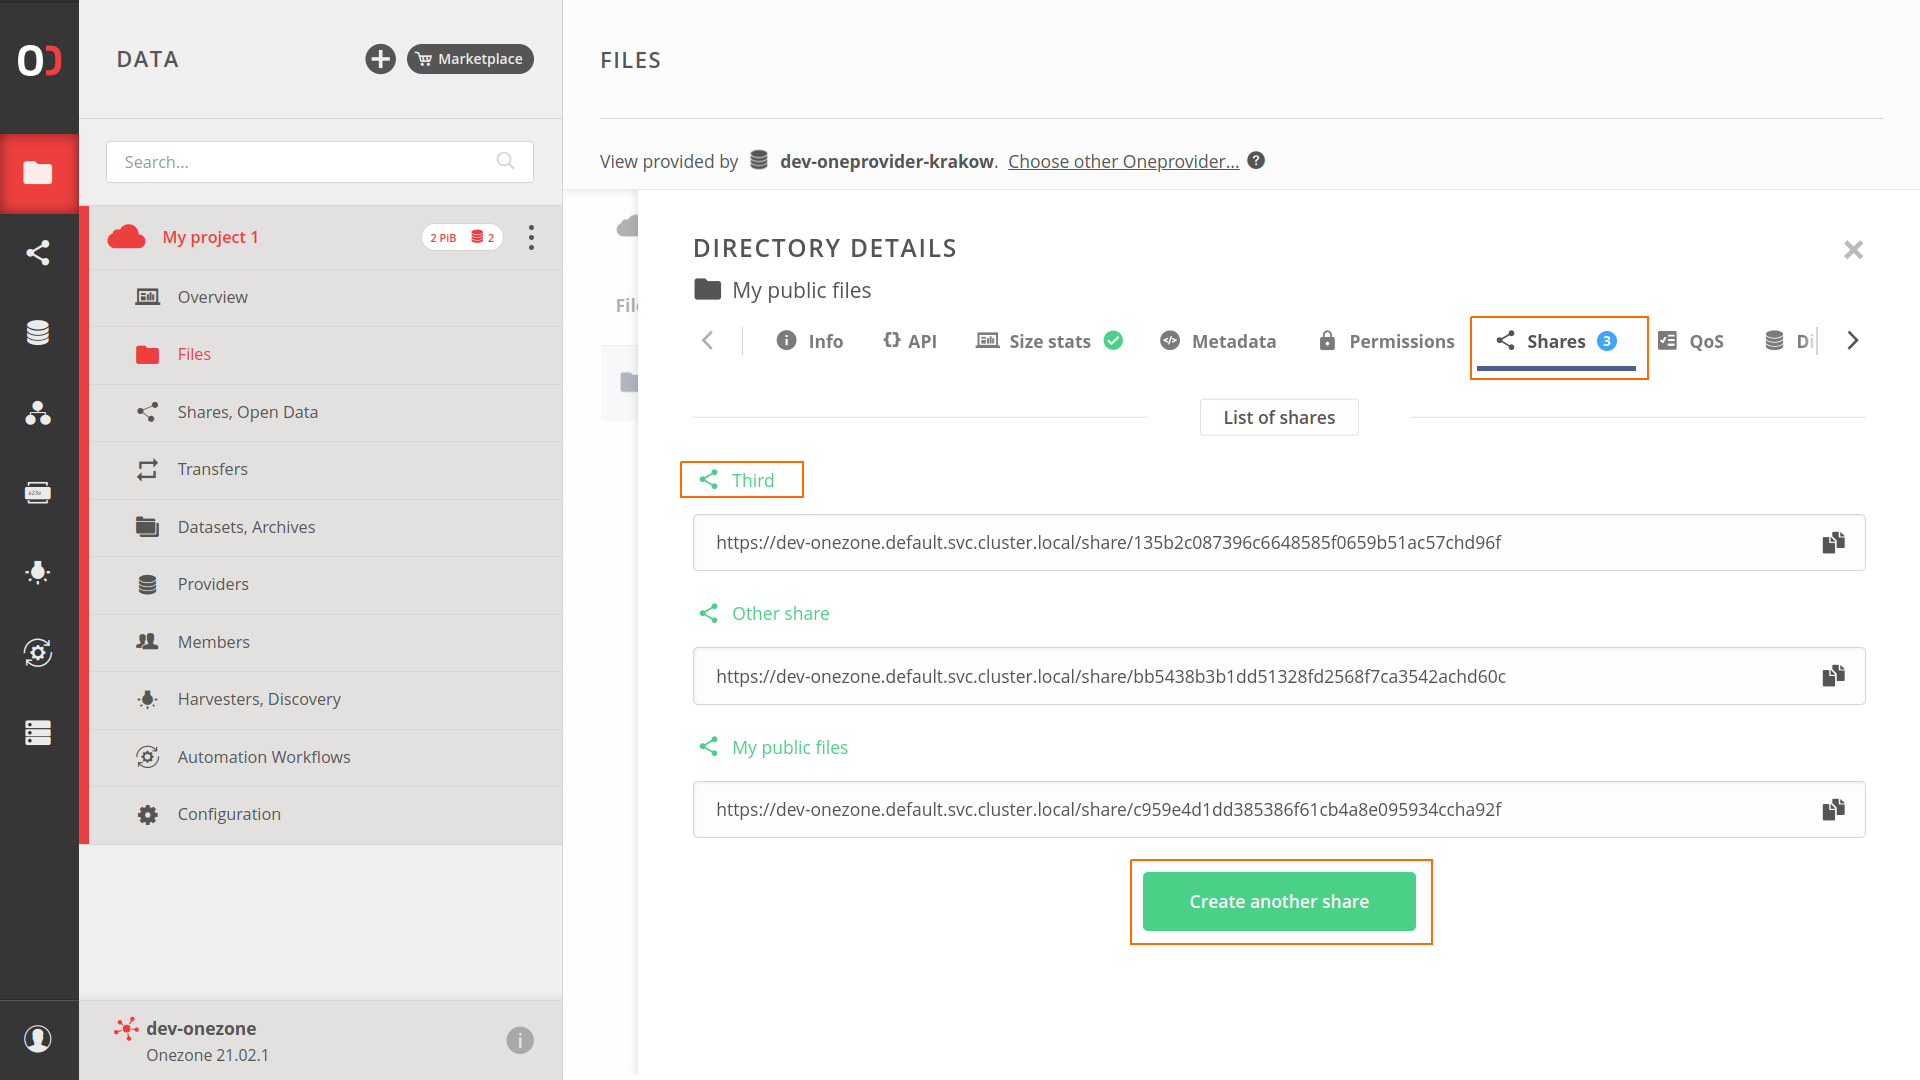 DATA
Marketplace
Search...
My project 1
2 PiB 2
Overview
Files
Shares, Open Data
Transfers
Datasets, Archives
Providers
Members
Harvesters, Discovery
Automation Workflows
Configuration
dev-onezone
Onezone 21.02.1
FILES
View provided by dev-oneprovider-krakow. Choose other Oneprovider...
File
DIRECTORY DETAILS
My public files
Info API Size stats Metadata Permissions Shares 3 QoS Di
List of shares
Third
https://dev-onezone.default.svc.cluster.local/share/135b2c087396c6648585f0659b51ac57chd96f
Other share
https://dev-onezone.default.svc.cluster.local/share/bb5438b3b1dd51328fd2568f7ca3542achd60c
My public files
https://dev-onezone.default.svc.cluster.local/share/c959e4d1dd385386f61cb4a8e095934ccha92f
Create another share